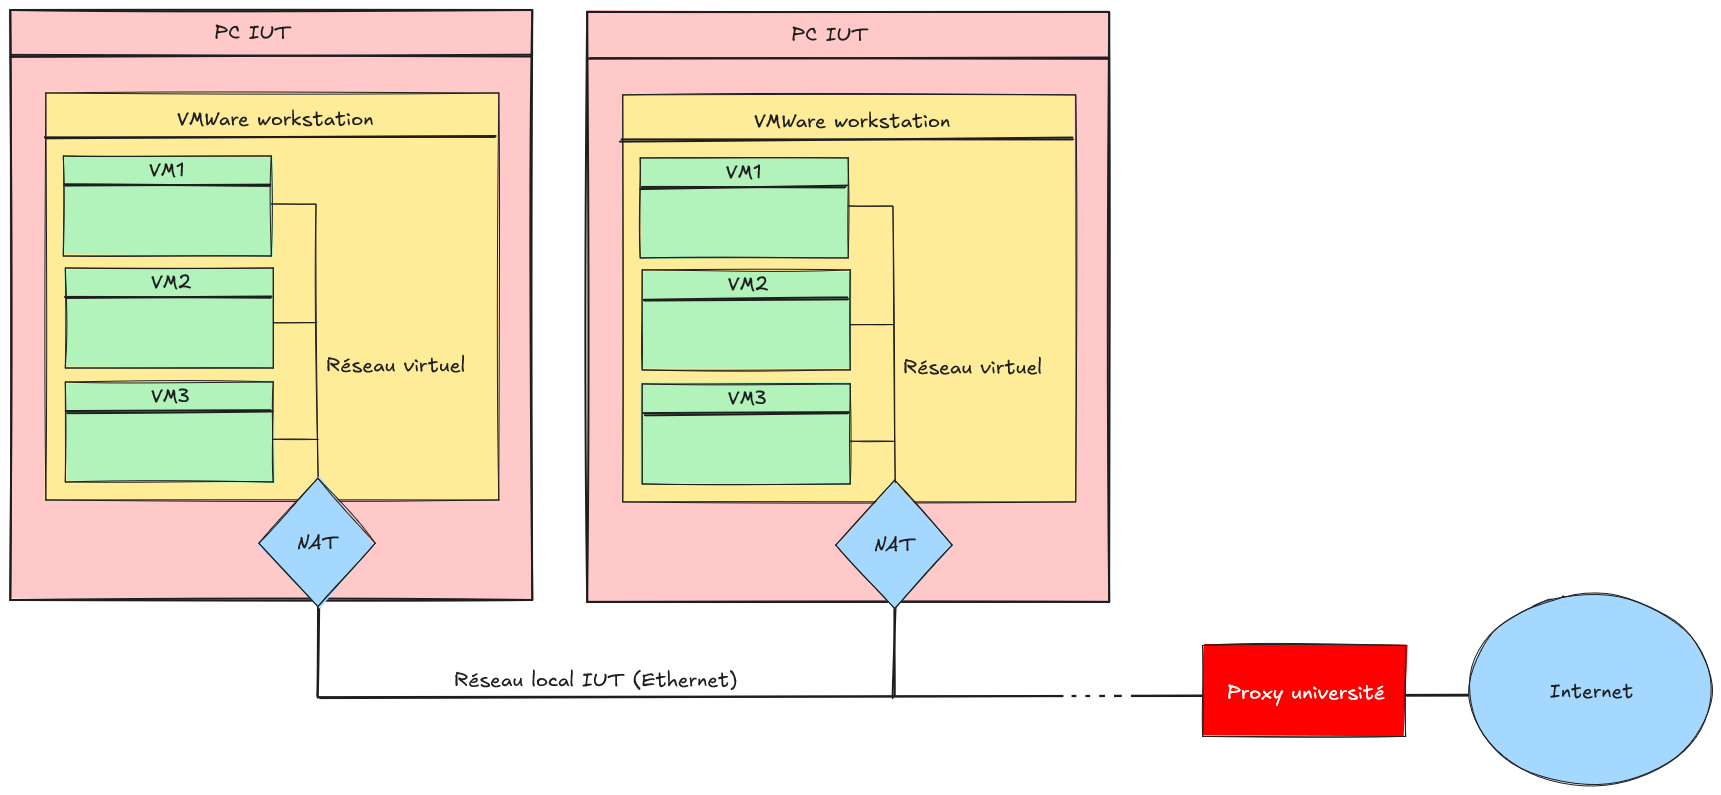 PC IUT
VMWare workstation
VM1
VM2
Réseau virtuel
VM3
NAT
PC IUT
VMWare workstation
VM1
VM2
Réseau virtuel
VM3
NAT
Réseau local IUT (Ethernet)
Proxy université
Internet